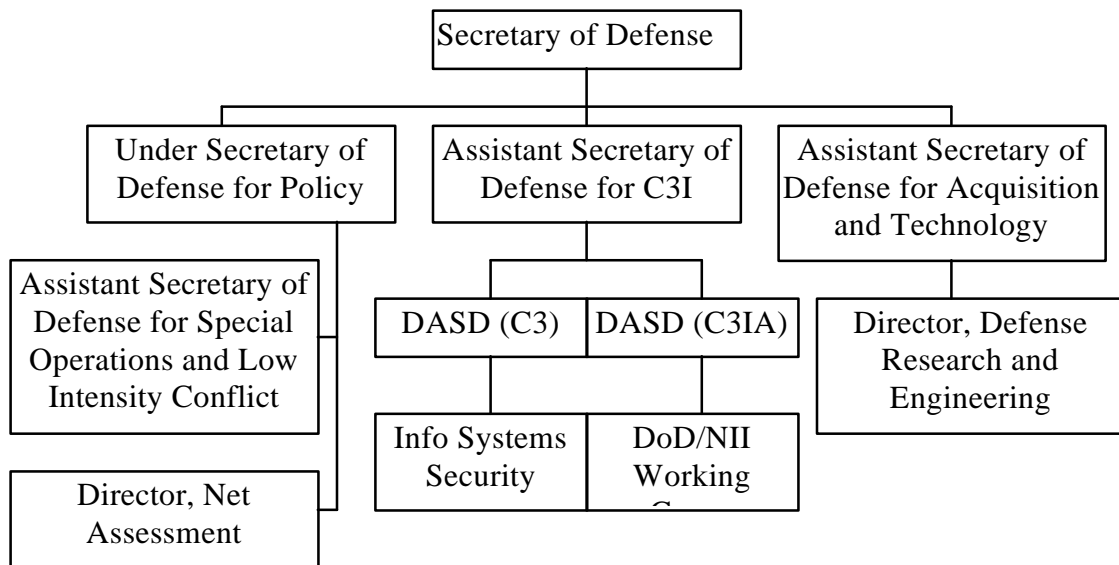 Secretary of Defense
Under Secretary of
Defense for Policy
Assistant Secretary of
Defense for C3I
Assistant Secretary of
Defense for Acquisition
and Technology
Assistant Secretary of
Defense for Special
Operations and Low
Intensity Conflict
DASD (C3)
DASD (C3IA)
Director, Defense
Research and
Engineering
Info Systems
Security
DoD/NII
Working
Director, Net
Assessment